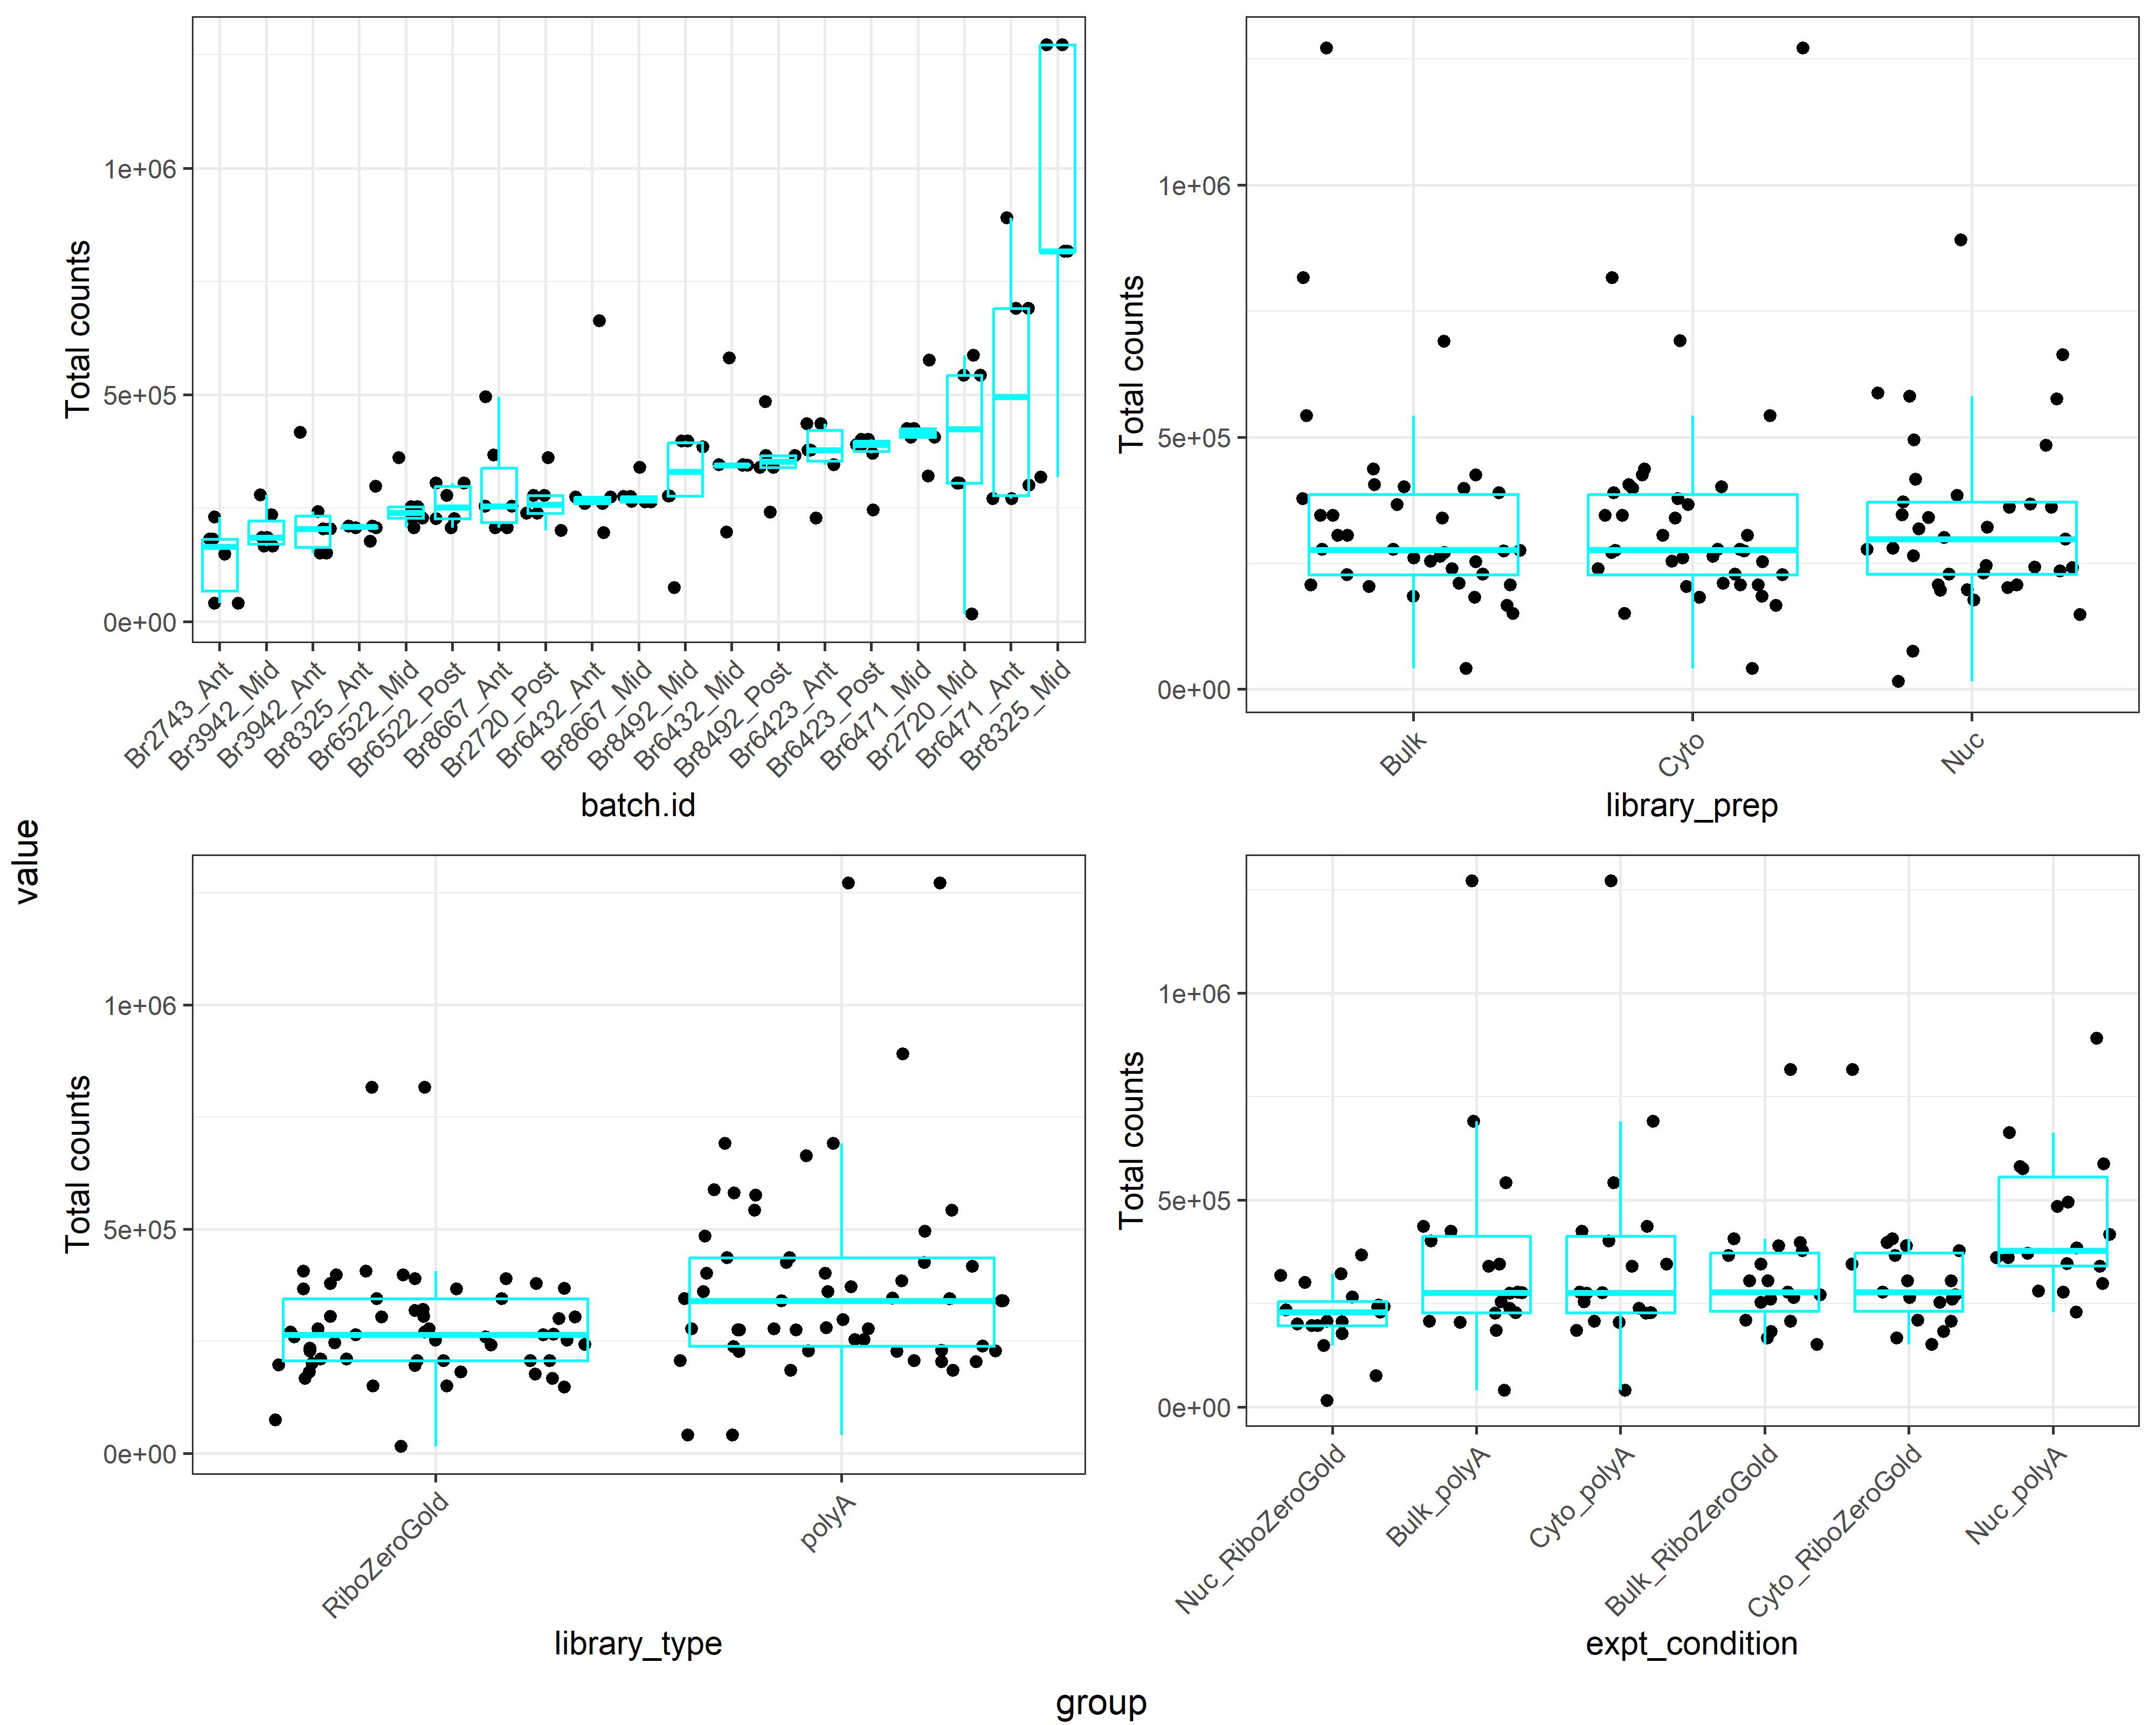 Total counts
1e+06
5e+05
0e+00
Br2743_Ant
Br3942_Mid
Br3942_Ant
Br8325_Ant
Br6522_Mid
Br6522_Post
Br8667_Ant
Br2720_Post
Br6432_Ant
Br8667_Mid
Br8492_Mid
Br6432_Mid
Br8492_Post
Br6423_Ant
Br6423_Post
Br6471_Mid
Br2720_Mid
Br6471_Ant
Br8325_Mid
batch.id
Total counts
1e+06
5e+05
0e+00
Bulk
Cyto
Nuc
library_prep
value
Total counts
1e+06
5e+05
0e+00
RiboZeroGold
polyA
library_type
Total counts
1e+06
5e+05
0e+00
Nuc_RiboZeroGold
Bulk_polyA
Cyto_polyA
Bulk_RiboZeroGold
Cyto_RiboZeroGold
Nuc_polyA
expt_condition
group